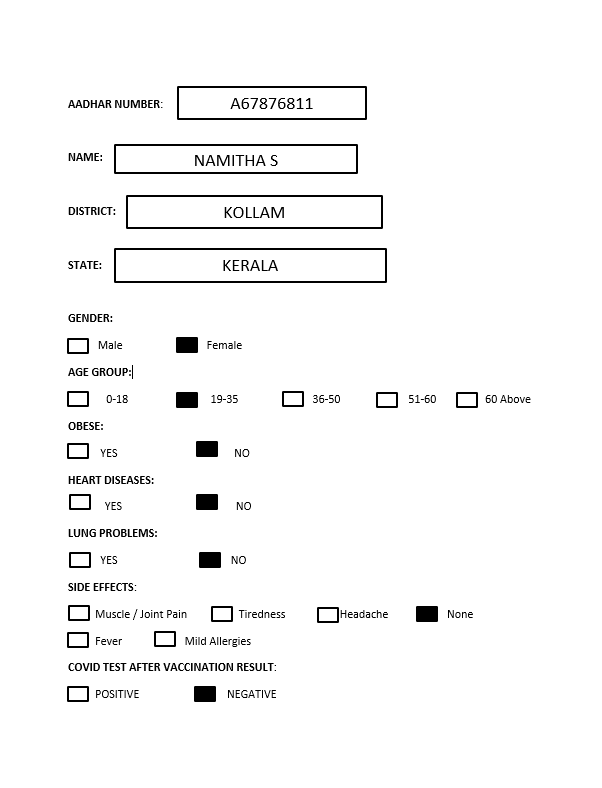 AADHAR NUMBER: A67876811
NAME: NAMITHA S
DISTRICT: KOLLAM
STATE: KERALA
GENDER:
Male Female
AGE GROUP:
0-18 19-35 36-50 51-60 60 Above
OBESE:
YES NO
HEART DISEASES:
YES NO
LUNG PROBLEMS:
YES NO
SIDE EFFECTS:
Muscle / Joint Pain Tiredness Headache None
Fever Mild Allergies
COVID TEST AFTER VACCINATION RESULT:
POSITIVE NEGATIVE